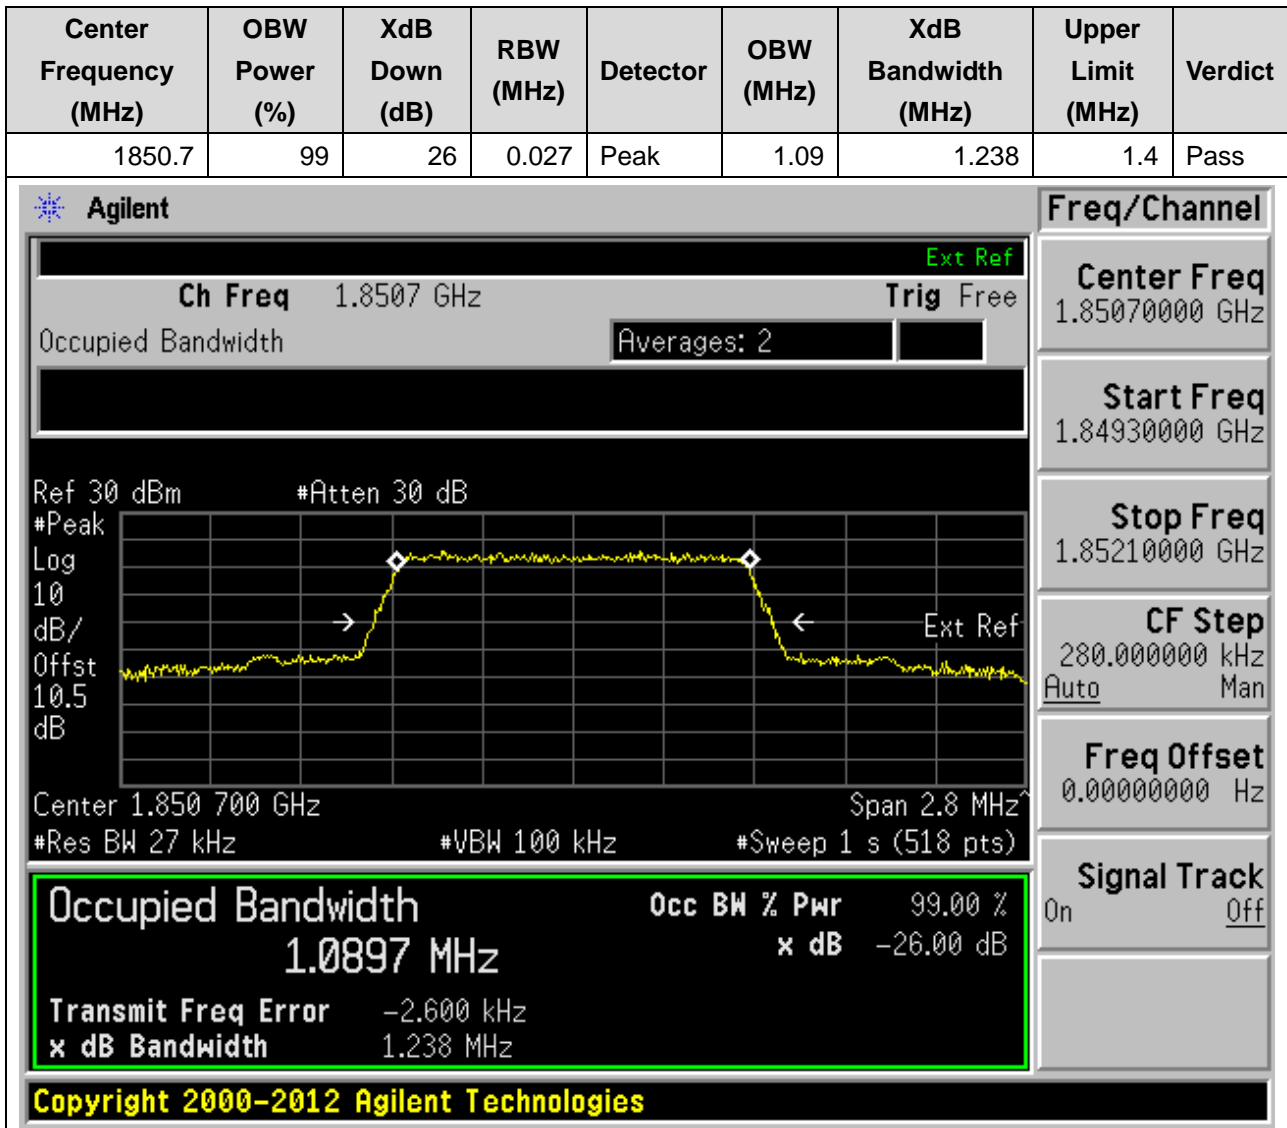 Center Frequency (MHz) OBW Power (%) XdB Down (dB) RBW (MHz) Detector OBW (MHz) XdB Bandwidth (MHz) Upper Limit (MHz) Verdict
1850.7 99 26 0.027 Peak 1.09 1.238 1.4 Pass
Agilent
Freq/Channel
Ext Ref
Ch Freq 1.8507 GHz Trig Free
Occupied Bandwidth Averages: 2
Center Freq
1.85070000 GHz
Start Freq
1.84930000 GHz
Stop Freq
1.85210000 GHz
CF Step
280.000000 kHz
Auto Man
Freq Offset
0.00000000 Hz
Signal Track
On Off
Ref 30 dBm #Atten 30 dB
#Peak
Log
10
dB/
Offst
10.5
dB
Ext Ref
Center 1.850 700 GHz Span 2.8 MHz^
#Res BW 27 kHz #VBW 100 kHz #Sweep 1 s (518 pts)
Occupied Bandwidth Occ BW % Pwr 99.00 %
1.0897 MHz x dB -26.00 dB
Transmit Freq Error -2.600 kHz
x dB Bandwidth 1.238 MHz
Copyright 2000-2012 Agilent Technologies